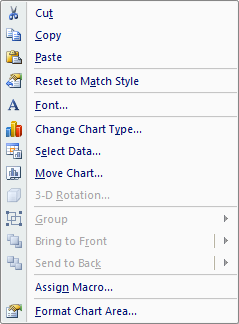 Cut
Copy
Paste
Reset to Match Style
Font...
Change Chart Type...
Select Data...
Move Chart...
3-D Rotation...
Group
Bring to Front
Send to Back
Assign Macro...
Format Chart Area...